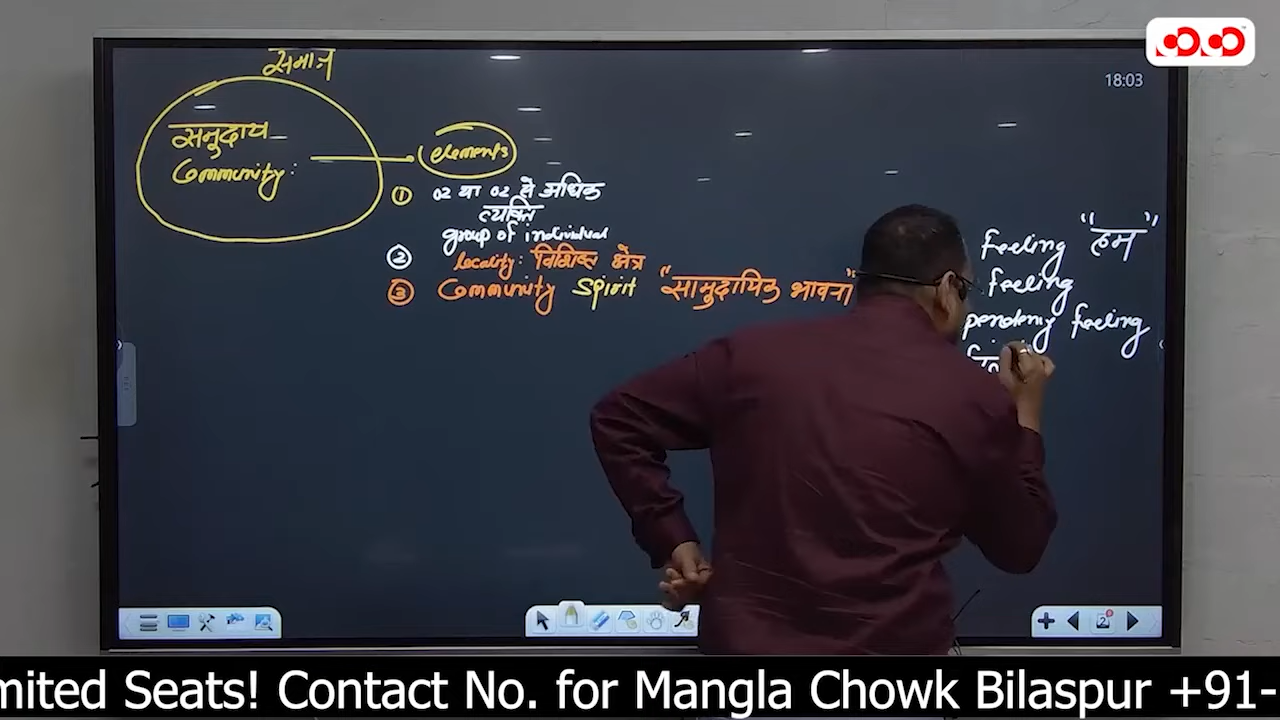 समाज
18:03
समुदाय
Community:
elements
① 02 या 02 से अधिक
व्यक्ति
group of individual
② locality: विशिष्ट क्षेत्र
③ Community Spirit "सामुदायिक भावना"
feeling "हम"
feeling
pendency feeling
mited Seats! Contact No. for Mangla Chowk Bilaspur +91-